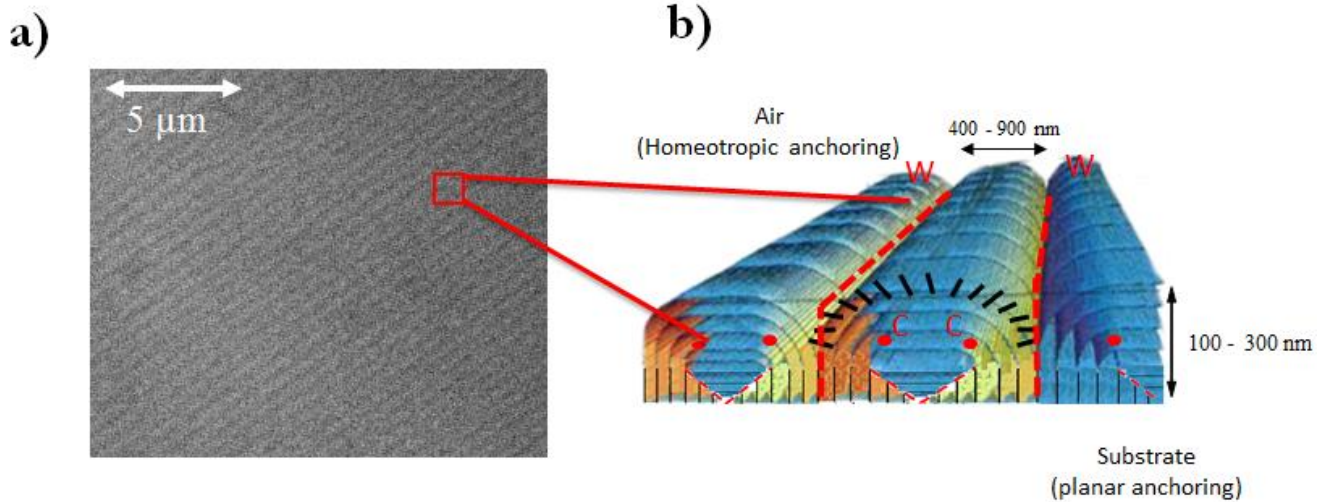 a)
5 μm
b)
Air
(Homeotropic anchoring)
400 - 900 nm
W
W
C
C
100 - 300 nm
Substrate
(planar anchoring)